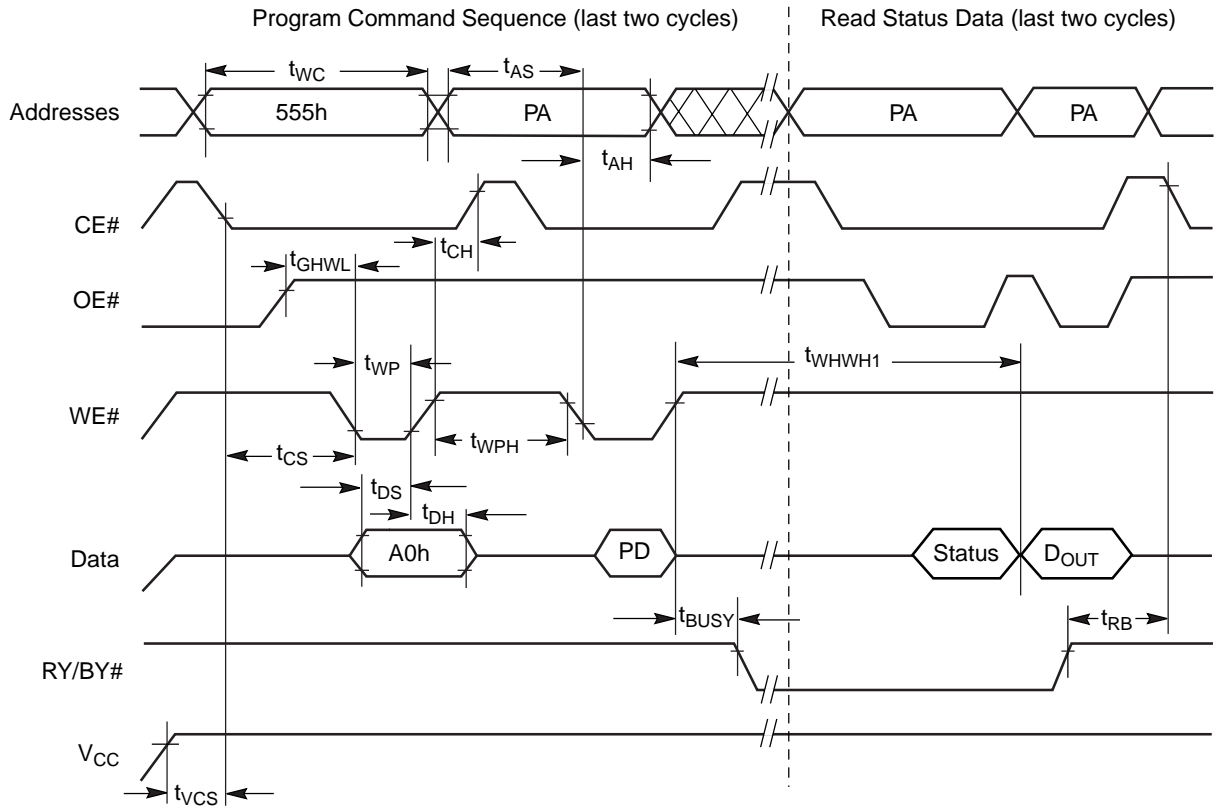 Program Command Sequence (last two cycles)
Read Status Data (last two cycles)
tWC
tAS
Addresses
555h
PA
PA
PA
tAH
CE#
tCH
tGHWL
OE#
tWP
tWHWH1
WE#
tCS
tWPH
tDS
tDH
Data
A0h
PD
Status
DOUT
tBUSY
tRB
RY/BY#
VCC
tVCS